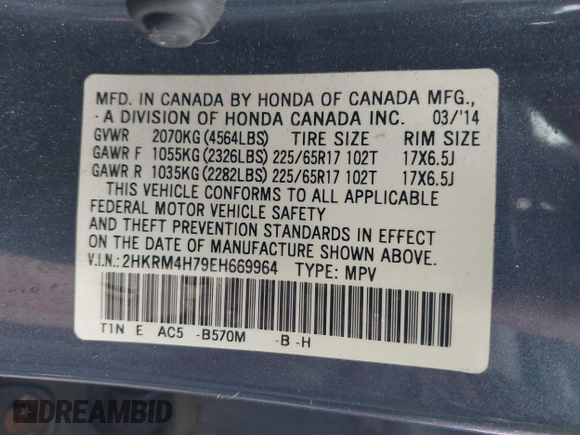 MFD. IN CANADA BY HONDA OF CANADA MFG.,
A DIVISION OF HONDA CANADA INC. 03/'14
GVWR 2070KG (4564LBS) TIRE SIZE RIM SIZE
GAWR F 1055KG (2326LBS) 225/65R17 102T 17X6.5J
GAWR R 1035KG (2282LBS) 225/65R17 102T 17X6.5J
THIS VEHICLE CONFORMS TO ALL APPLICABLE
FEDERAL MOTOR VEHICLE SAFETY
AND THEFT PREVENTION STANDARDS IN EFFECT
ON THE DATE OF MANUFACTURE SHOWN ABOVE.
V.I.N.: 2HKRM4H79EH669964 TYPE: MPV
T1N E AC5 -B570M -B -H
DREAMBID